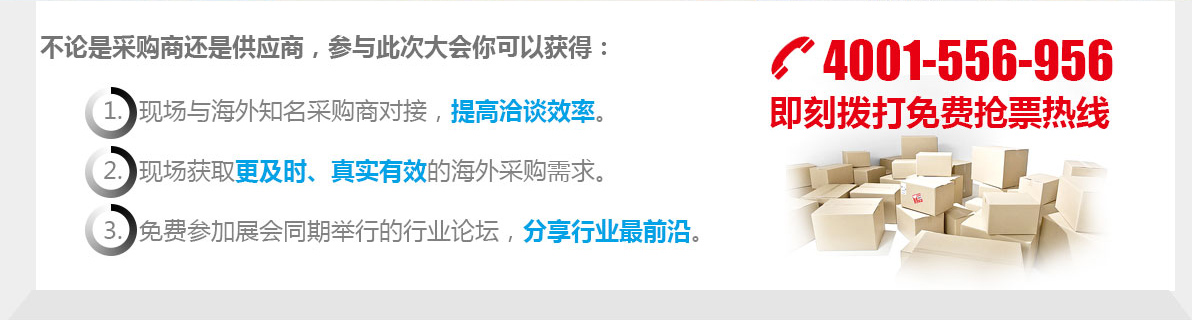 不论是采购商还是供应商，参与此次大会你可以获得：
1. 现场与海外知名采购商对接，提高洽谈效率。
2. 现场获取更及时、真实有效的海外采购需求。
3. 免费参加展会同期举行的行业论坛，分享行业最前沿。
4001-556-956
即刻拨打免费抢票热线